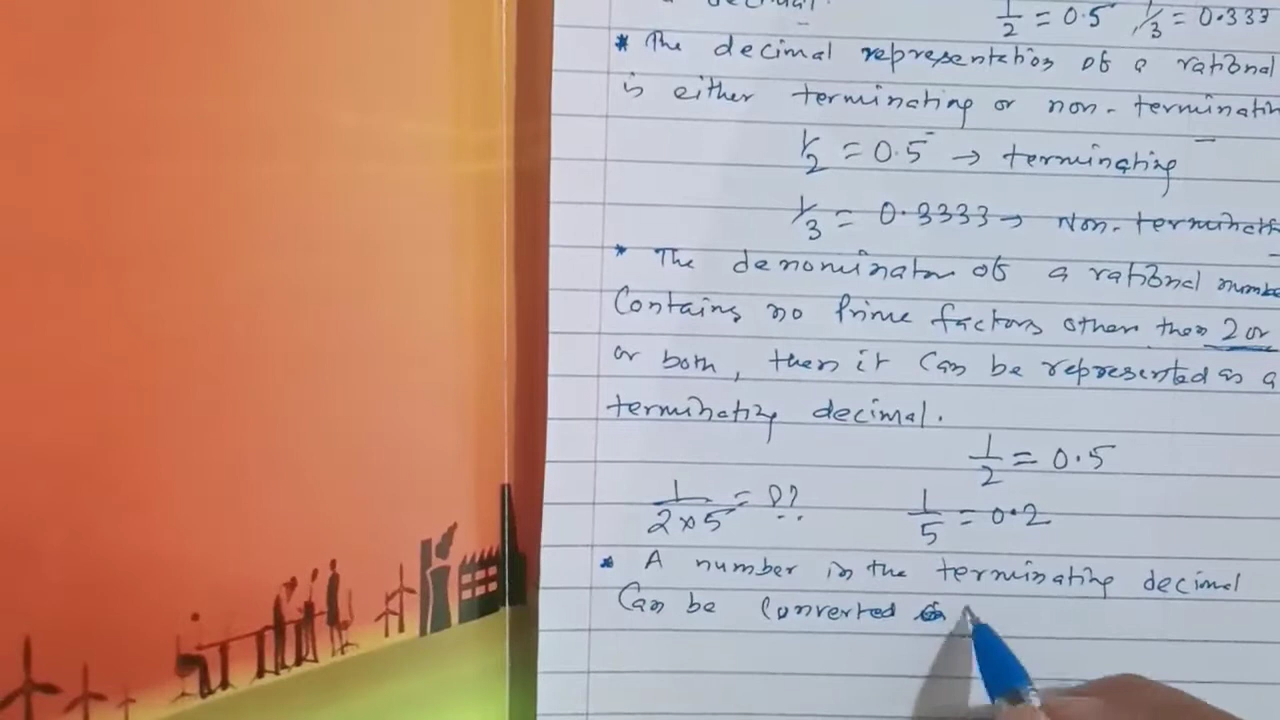 decimal.
1/2 = 0.5 1/3 = 0.333
* The decimal representation of a rational
is either terminating or non-terminatin
1/2 = 0.5 → terminating
1/3 = 0.3333 → Non-terminati
* The denominator of a rational numbe
Contains no Prime factors other then 2 or
or both, then it can be represented as a
terminating decimal.
1/2 = 0.5
1/(2×5) = ?? 1/5 = 0.2
* A number in the terminating decimal
Can be Converted